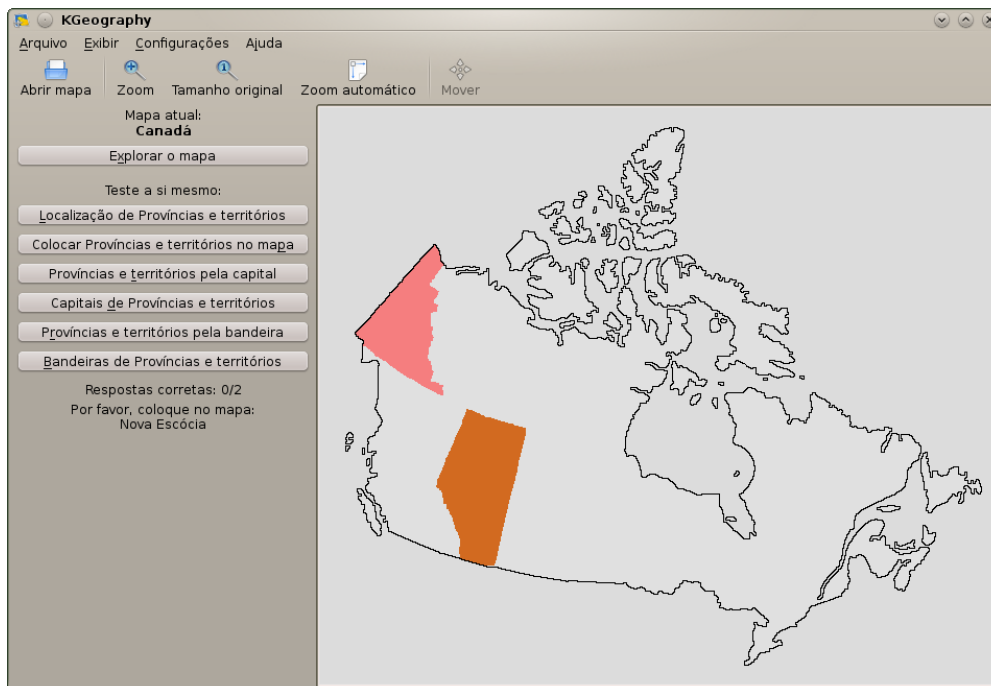 KGeography
Arquivo Exibir Configurações Ajuda
Abrir mapa Zoom Tamanho original Zoom automático Mover
Mapa atual:
Canadá
Explorar o mapa
Teste a si mesmo:
Localização de Províncias e territórios
Colocar Províncias e territórios no mapa
Províncias e territórios pela capital
Capitais de Províncias e territórios
Províncias e territórios pela bandeira
Bandeiras de Províncias e territórios
Respostas corretas: 0/2
Por favor, coloque no mapa:
Nova Escócia